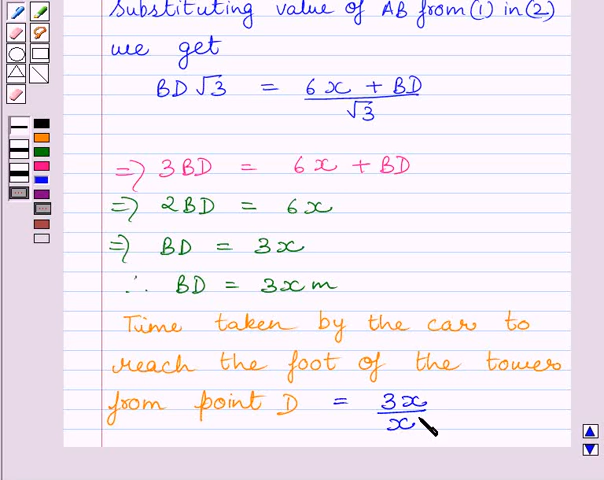 Substituting value of AB from (1) in (2)
we get
BD√3 = (6x + BD)/√3
=> 3BD = 6x + BD
=> 2BD = 6x
=> BD = 3x
∴ BD = 3x m
Time taken by the car to
reach the foot of the tower
from point D = 3x/x